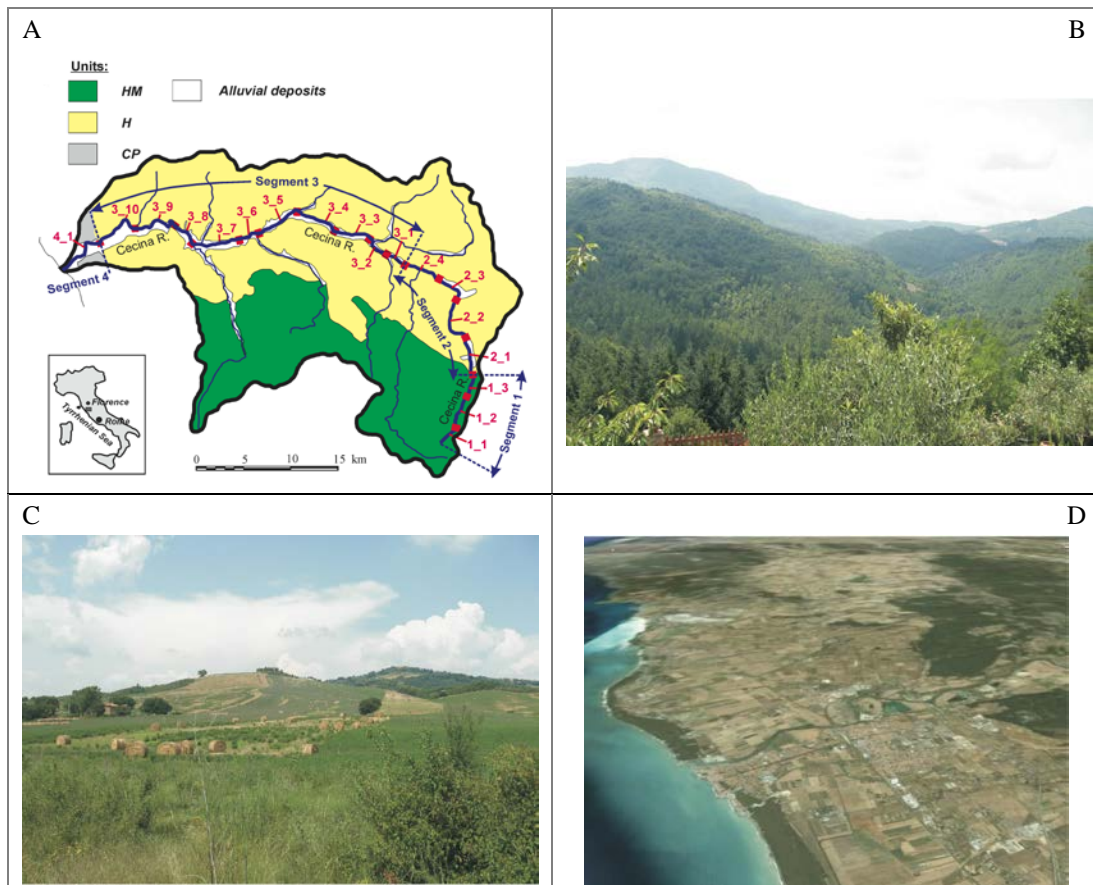 A
B
Units:
HM
Alluvial deposits
H
CP
Segment 3
3_10
3_9
3_8
3_7
3_6
3_5
3_4
3_3
3_1
3_2
2_4
2_3
2_2
2_1
1_3
1_2
1_1
4_1
Cecina R.
Cecina R.
Cecina R.
Segment 4
Segment 2
Segment 1
Florence
Rome
Tyrrhenian Sea
0 5 10 15 km
C
D